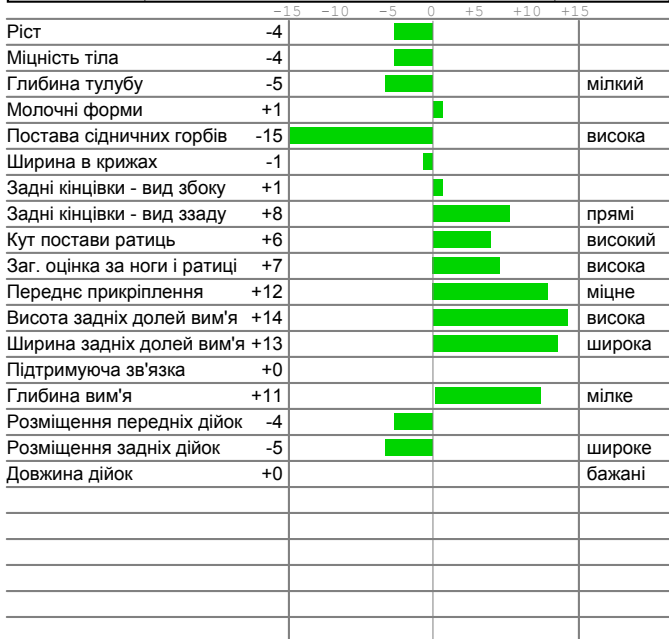 -15 -10 -5 0 +5 +10 +15
Ріст -4
Міцність тіла -4
Глибина тулубу -5 мілкий
Молочні форми +1
Постава сідничних горбів -15 висока
Ширина в крижах -1
Задні кінцівки - вид збоку +1
Задні кінцівки - вид ззаду +8 прямі
Кут постави ратиць +6 високий
Заг. оцінка за ноги і ратиці +7 висока
Переднє прикріплення +12 міцне
Висота задніх долей вим'я +14 висока
Ширина задніх долей вим'я +13 широка
Підтримуюча зв'язка +0
Глибина вим'я +11 мілке
Розміщення передніх дійок -4
Розміщення задніх дійок -5 широке
Довжина дійок +0 бажані